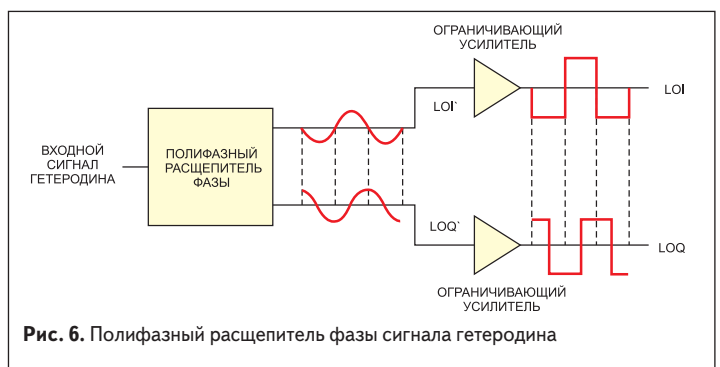 ОГРАНИЧИВАЮЩИЙ
УСИЛИТЕЛЬ
LOI`
LOI
ВХОДНОЙ
СИГНАЛ
ГЕТЕРОДИНА
ПОЛИФАЗНЫЙ
РАСЩЕПИТЕЛЬ
ФАЗЫ
LOQ`
LOQ
ОГРАНИЧИВАЮЩИЙ
УСИЛИТЕЛЬ
Рис. 6. Полифазный расщепитель фазы сигнала гетеродина